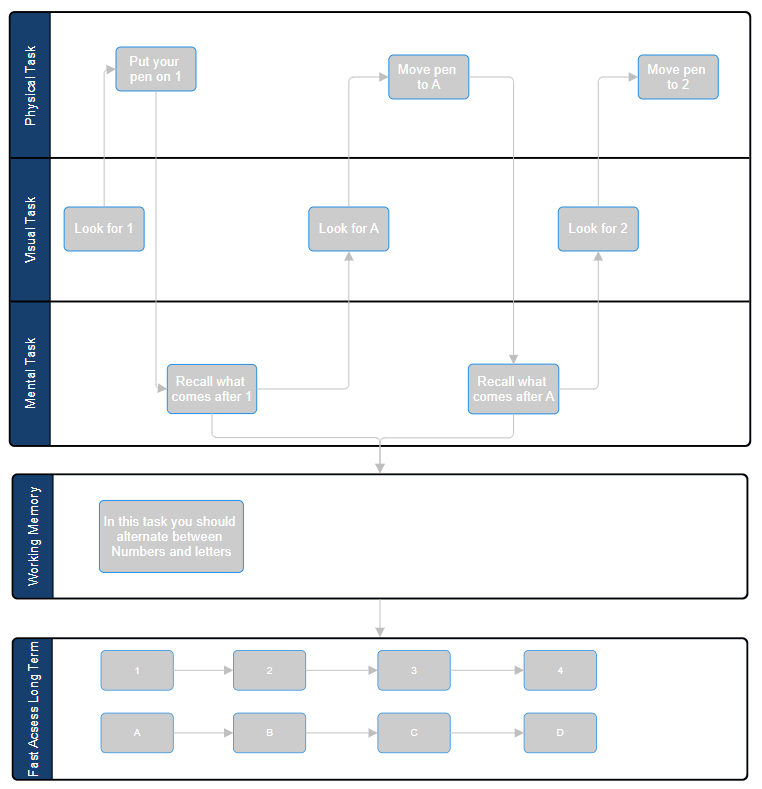 Physical Task
Put your
pen on 1
Move pen
to A
Move pen
to 2
Visual Task
Look for 1
Look for A
Look for 2
Mental Task
Recall what
comes after 1
Recall what
comes after A
Working Memory
In this task you should
alternate between
Numbers and letters
Fast Acsess Long Term
1
2
3
4
A
B
C
D